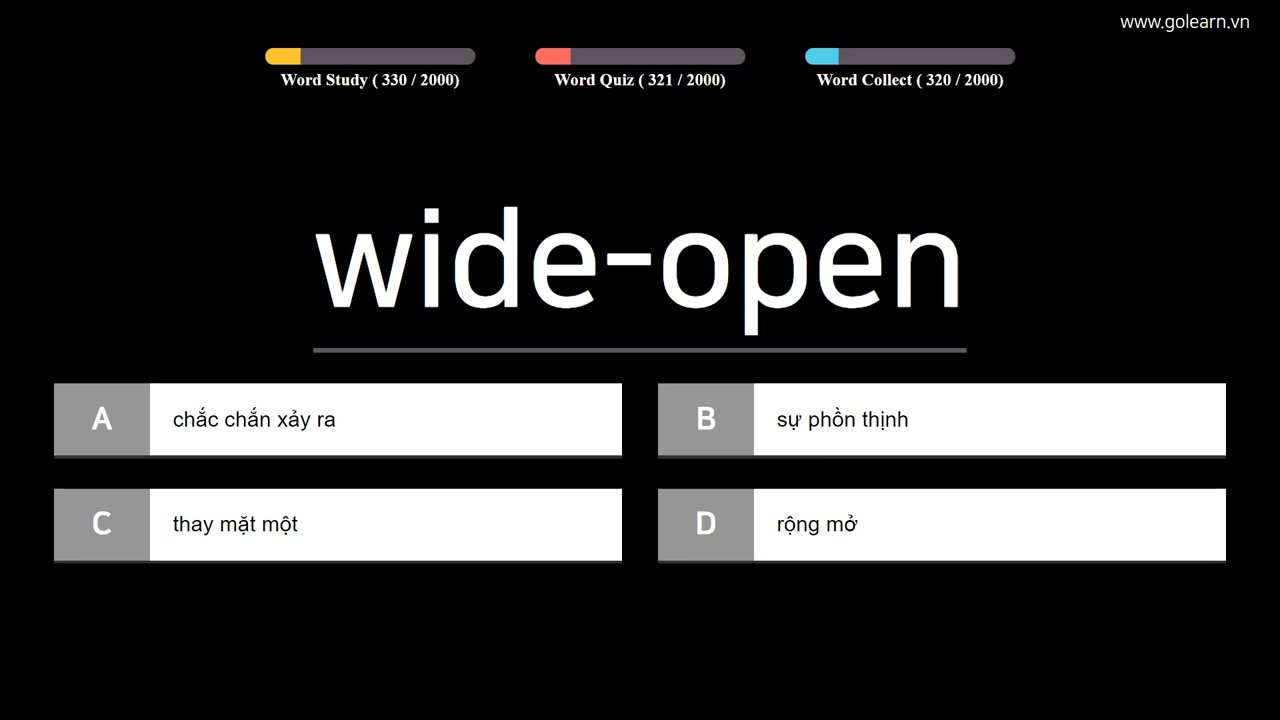 www.golearn.vn
Word Study ( 330 / 2000)
Word Quiz ( 321 / 2000)
Word Collect ( 320 / 2000)
wide-open
A chắc chắn xảy ra
B sự phồn thịnh
C thay mặt một
D rộng mở